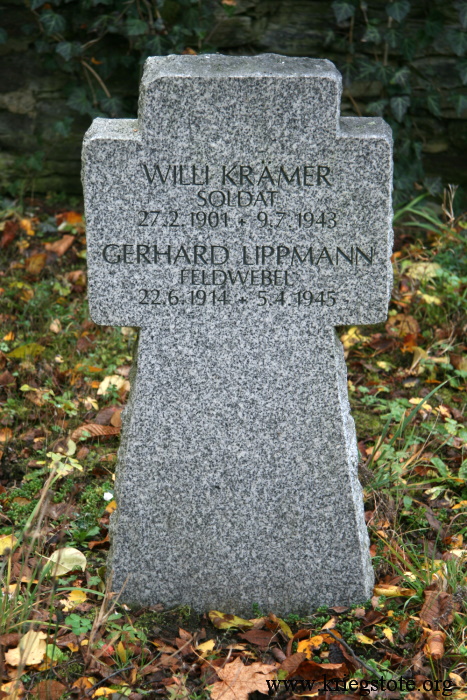 WILLI KRÄMER
SOLDAT
27.2.1901 + 9.7.1943
GERHARD LIPPMANN
FELDWEBEL
22.6.1914 + 5.4.1945
www.kriegstote.org